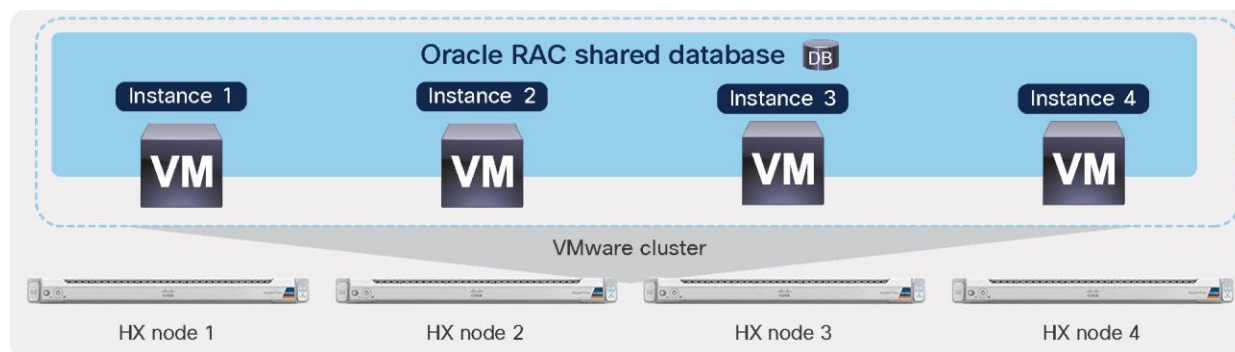 Oracle RAC shared database DB
Instance 1 Instance 2 Instance 3 Instance 4
VM VM VM VM
VMware cluster
HX node 1 HX node 2 HX node 3 HX node 4